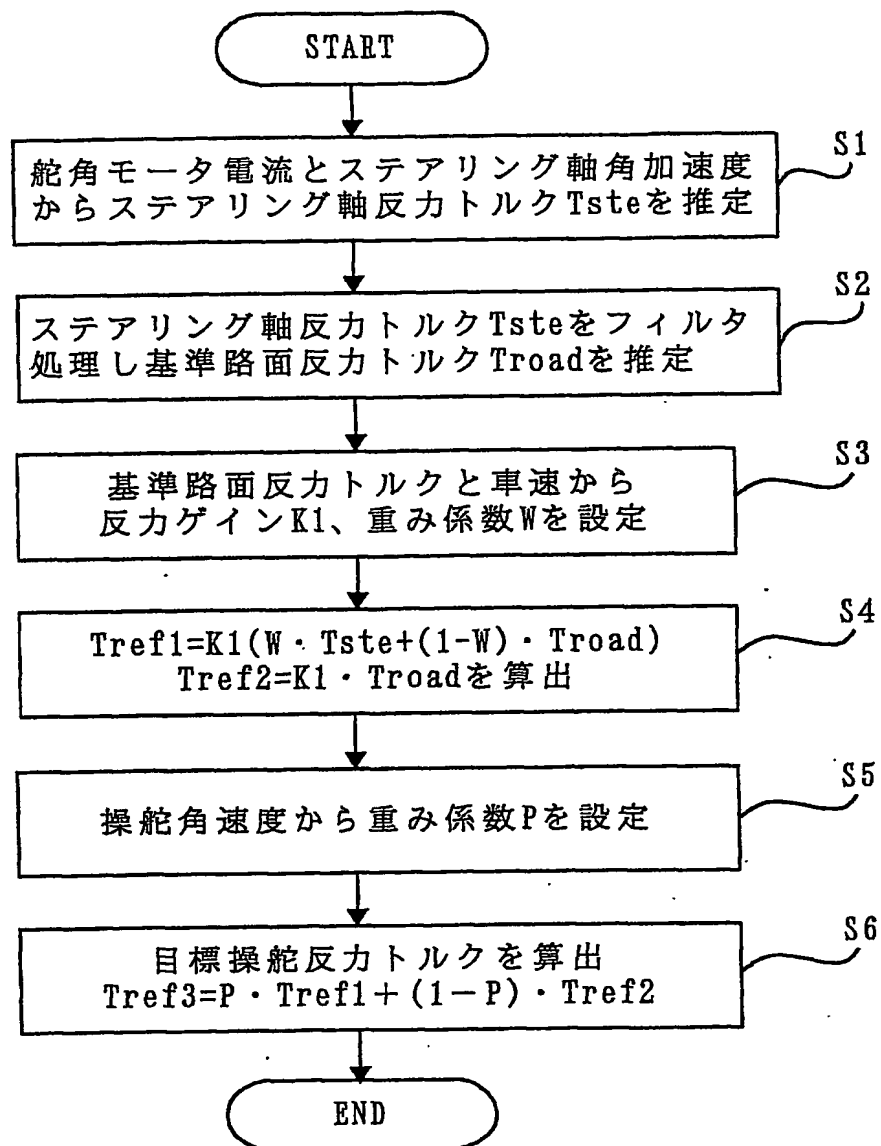 START
S1
舵角モータ電流とステアリング軸角加速度
からステアリング軸反力トルクTsteを推定
S2
ステアリング軸反力トルクTsteをフィルタ
処理し基準路面反力トルクTroadを推定
S3
基準路面反力トルクと車速から
反力ゲインK1、重み係数Wを設定
S4
Tref1=K1(W・Tste+(1-W)・Troad)
Tref2=K1・Troadを算出
S5
操舵角速度から重み係数Pを設定
S6
目標操舵反力トルクを算出
Tref3=P・Tref1+(1-P)・Tref2
END